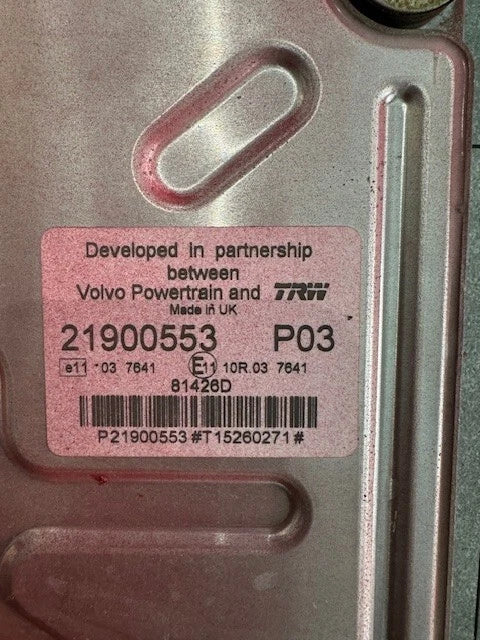 Developed in partnership
between
Volvo Powertrain and TRW
Made in UK
21900553 P03
e11 *03 7641 E11 10R.03 7641
81426D
P21900553#T15260271#